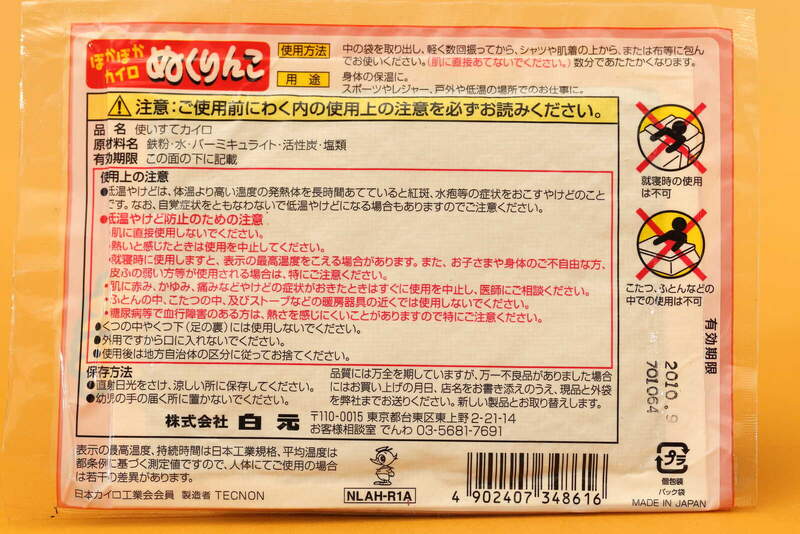 ぽかぽか
カイロ
ぬくりんこ
使用方法
中の袋を取り出し、軽く数回振ってから、シャツや肌着の上から、または布等に包ん
でお使いください。(肌に直接あてないでください。)数分であたたかくなります。
用途
身体の保温に。
スポーツやレジャー、戸外や低温の場所でのお仕事に。
注意:ご使用前にわく内の使用上の注意を必ずお読みください。
品名 使いすてカイロ
原材料名 鉄粉・水・バーミキュライト・活性炭・塩類
有効期限 この面の下に記載
使用上の注意
●低温やけどは、体温より高い温度の発熱体を長時間あてていると紅斑、水疱等の症状をおこすやけどのこと
です。なお、自覚症状をともなわないで低温やけどになる場合もありますのでご注意ください。
●低温やけど防止のための注意
・肌に直接使用しないでください。
・熱いと感じたときは使用を中止してください。
・就寝時に使用しますと、表示の最高温度をこえる場合があります。また、お子さまや身体のご不自由な方、
皮ふの弱い方等が使用される場合は、特にご注意ください。
・肌に赤み、かゆみ、痛みなどやけどの症状がおきたときはすぐに使用を中止し、医師にご相談ください。
・ふとんの中、こたつの中、及びストーブなどの暖房器具の近くでは使用しないでください。
・糖尿病等で血行障害のある方は、熱さを感じにくいことがありますので特にご注意ください。
●くつの中やくつ下(足の裏)には使用しないでください。
●外用ですから口に入れないでください。
●使用後は地方自治体の区分に従ってお捨てください。
保存方法
●直射日光をさけ、涼しい所に保存してください。
●幼児の手の届く所に置かないでください。
品質には万全を期していますが、万一不良品がありました場合
にはお買い上げの月日、店名をお書き添えのうえ、現品と外袋
を弊社までお送りください。新しい製品とお取り替えします。
株式会社 白元
〒110-0015 東京都台東区東上野2-21-14
お客様相談室 でんわ 03-5681-7691
就寝時の使用
は不可
こたつ、ふとんなどの
中での使用は不可
有効期限
2010.9
701064
表示の最高温度、持続時間は日本工業規格、平均温度は
都条例に基づく測定値ですので、人体にてご使用の場合
は若干の差異があります。
日本カイロ工業会会員 製造者 TECNON
NLAH-R1A
4 902407 348616
プラ
個包装
パック袋
MADE IN JAPAN